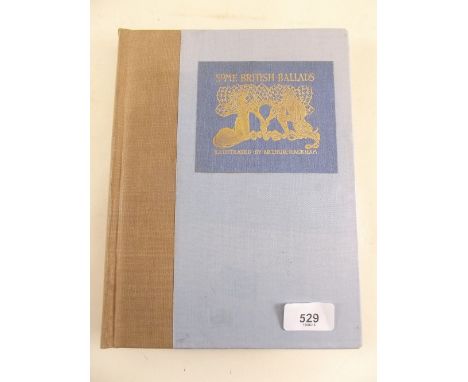 SOME BRITISH BALLADS
ILLUSTRATED BY ARTHUR RACKHAM
529